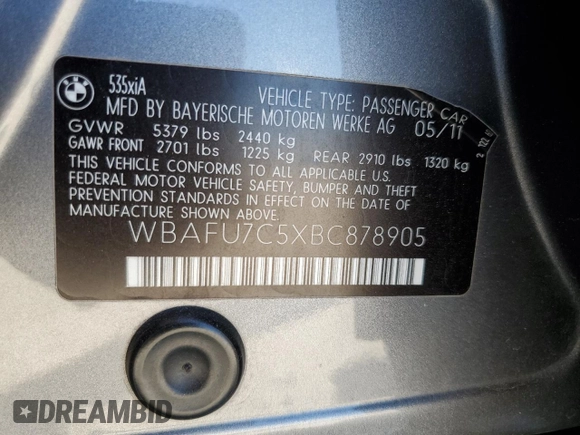 BMW
535xiA
VEHICLE TYPE: PASSENGER CAR
MFD BY BAYERISCHE MOTOREN WERKE AG 05/11
GVWR 5379 lbs 2440 kg
GAWR FRONT 2701 lbs 1225 kg REAR 2910 lbs 1320 kg
THIS VEHICLE CONFORMS TO ALL APPLICABLE U.S.
FEDERAL MOTOR VEHICLE SAFETY, BUMPER AND THEFT
PREVENTION STANDARDS IN EFFECT ON THE DATE OF
MANUFACTURE SHOWN ABOVE.
WBAFU7C5XBC878905
DREAMBID